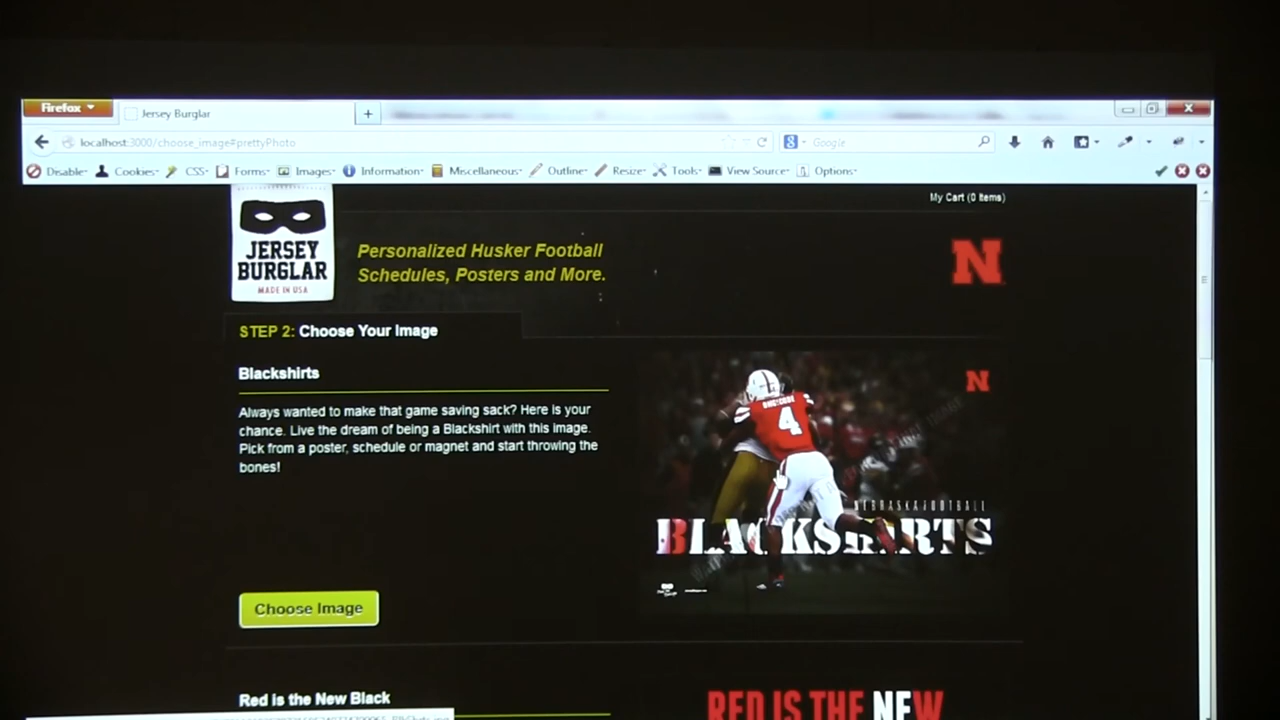 Firefox
Jersey Burglar
+
localhost:3000/choose_image#prettyPhoto
Google
Disable
Cookies
CSS
Forms
Images
Information
Miscellaneous
Outline
Resize
Tools
View Source
Options
My Cart (0 Items)
JERSEY
BURGLAR
MADE IN USA
Personalized Husker Football
Schedules, Posters and More.
N
STEP 2: Choose Your Image
Blackshirts
Always wanted to make that game saving sack? Here is your
chance. Live the dream of being a Blackshirt with this image.
Pick from a poster, schedule or magnet and start throwing the
bones!
N
4
NEBRASKA FOOTBALL
BLACKSHIRTS
Choose Image
Red is the New Black
RED IS THE NEW